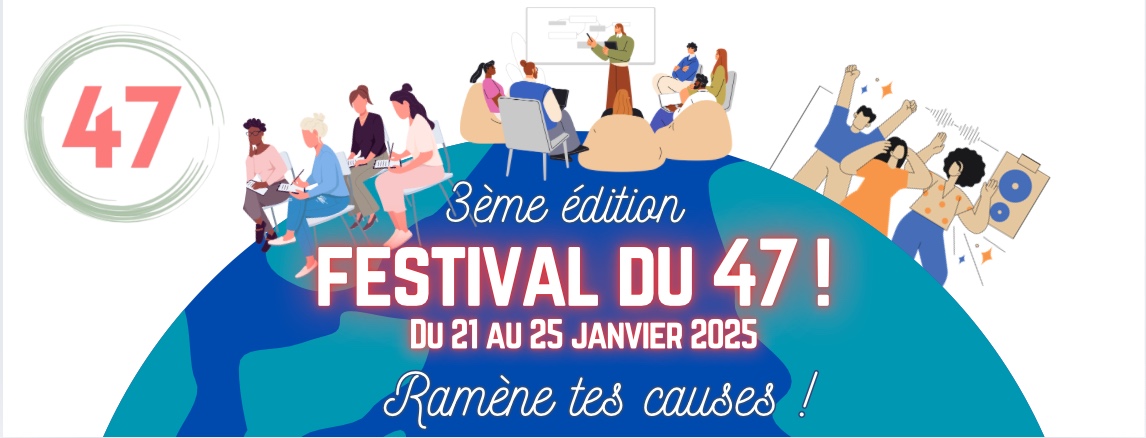 47
3ème édition
FESTIVAL DU 47 !
DU 21 AU 25 JANVIER 2025
Ramène tes causes !